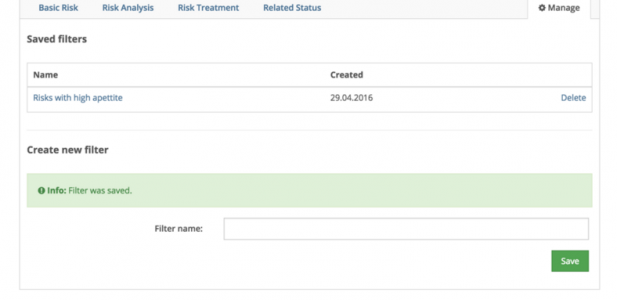 Basic Risk Risk Analysis Risk Treatment Related Status Manage
Saved filters
Name Created
Risks with high apettite 29.04.2016 Delete
Create new filter
Info: Filter was saved.
Filter name:
Save